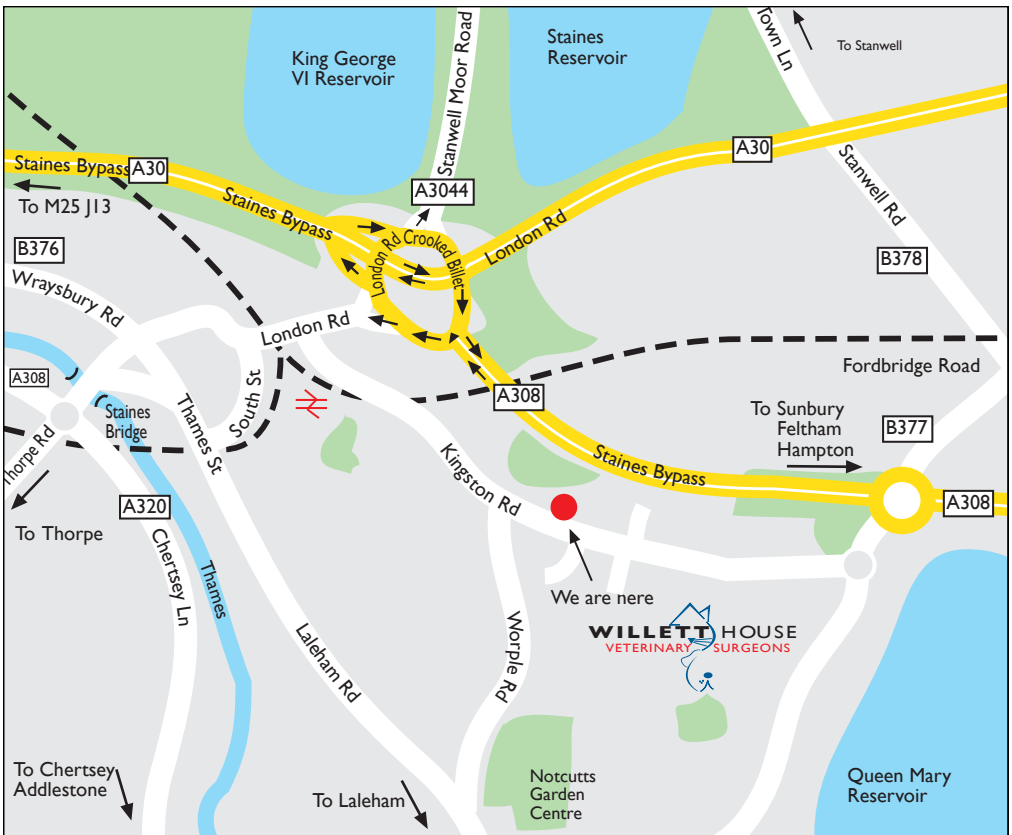 Town Ln
To Stanwell
King George
VI Reservoir
Staines
Reservoir
Stanwell Moor Road
Staines Bypass
A30
A30
Stanwell Rd
To M25 J13
A3044
Staines Bypass
London Rd
Crooked Billet
London Rd
B376
B378
Wraysbury Rd
London Rd
Fordbridge Road
A308
Staines
Bridge
South St
Thames St
A308
To Sunbury
Feltham
Hampton
B377
Thorpe Rd
Kingston Rd
Staines Bypass
A308
A320
To Thorpe
Chertsey Ln
Thames
We are nere
WILLETT HOUSE
VETERINARY SURGEONS
Laleham Rd
Worple Rd
To Chertsey
Addlestone
To Laleham
Notcutts
Garden
Centre
Queen Mary
Reservoir